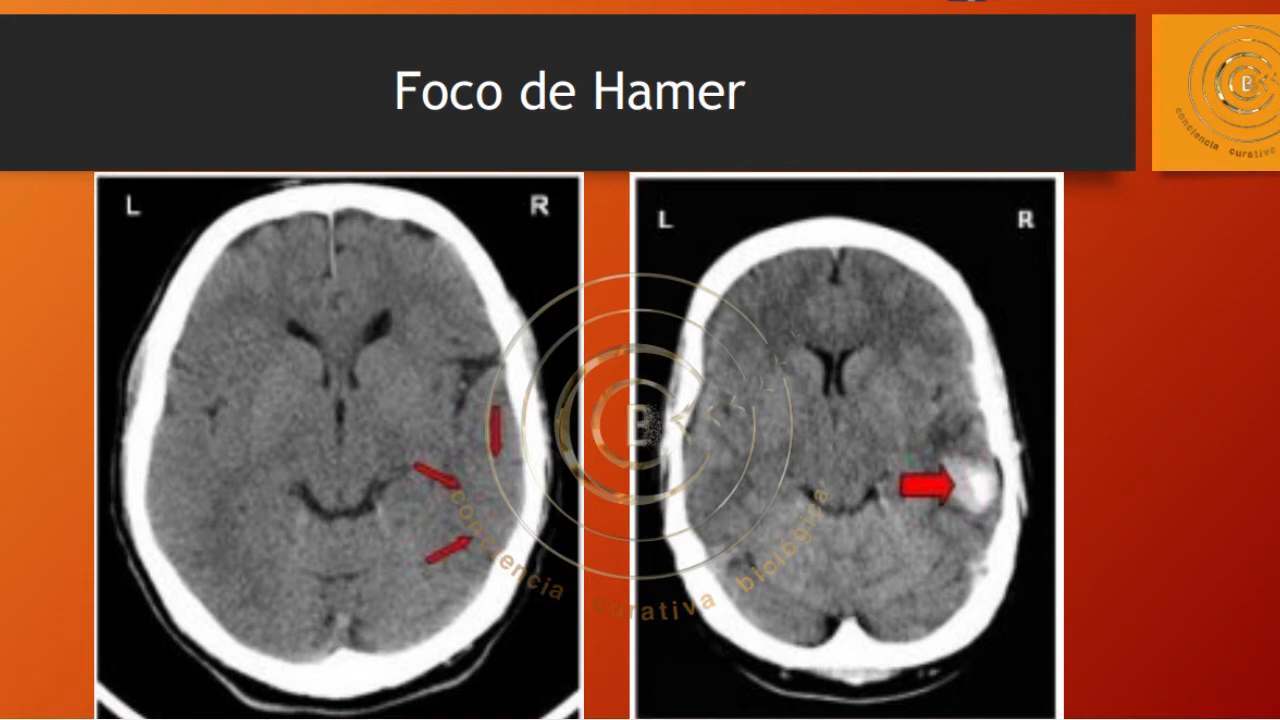 Foco de Hamer
B
conciencia curativa
L
R
L
R
B
conciencia curativa biológica